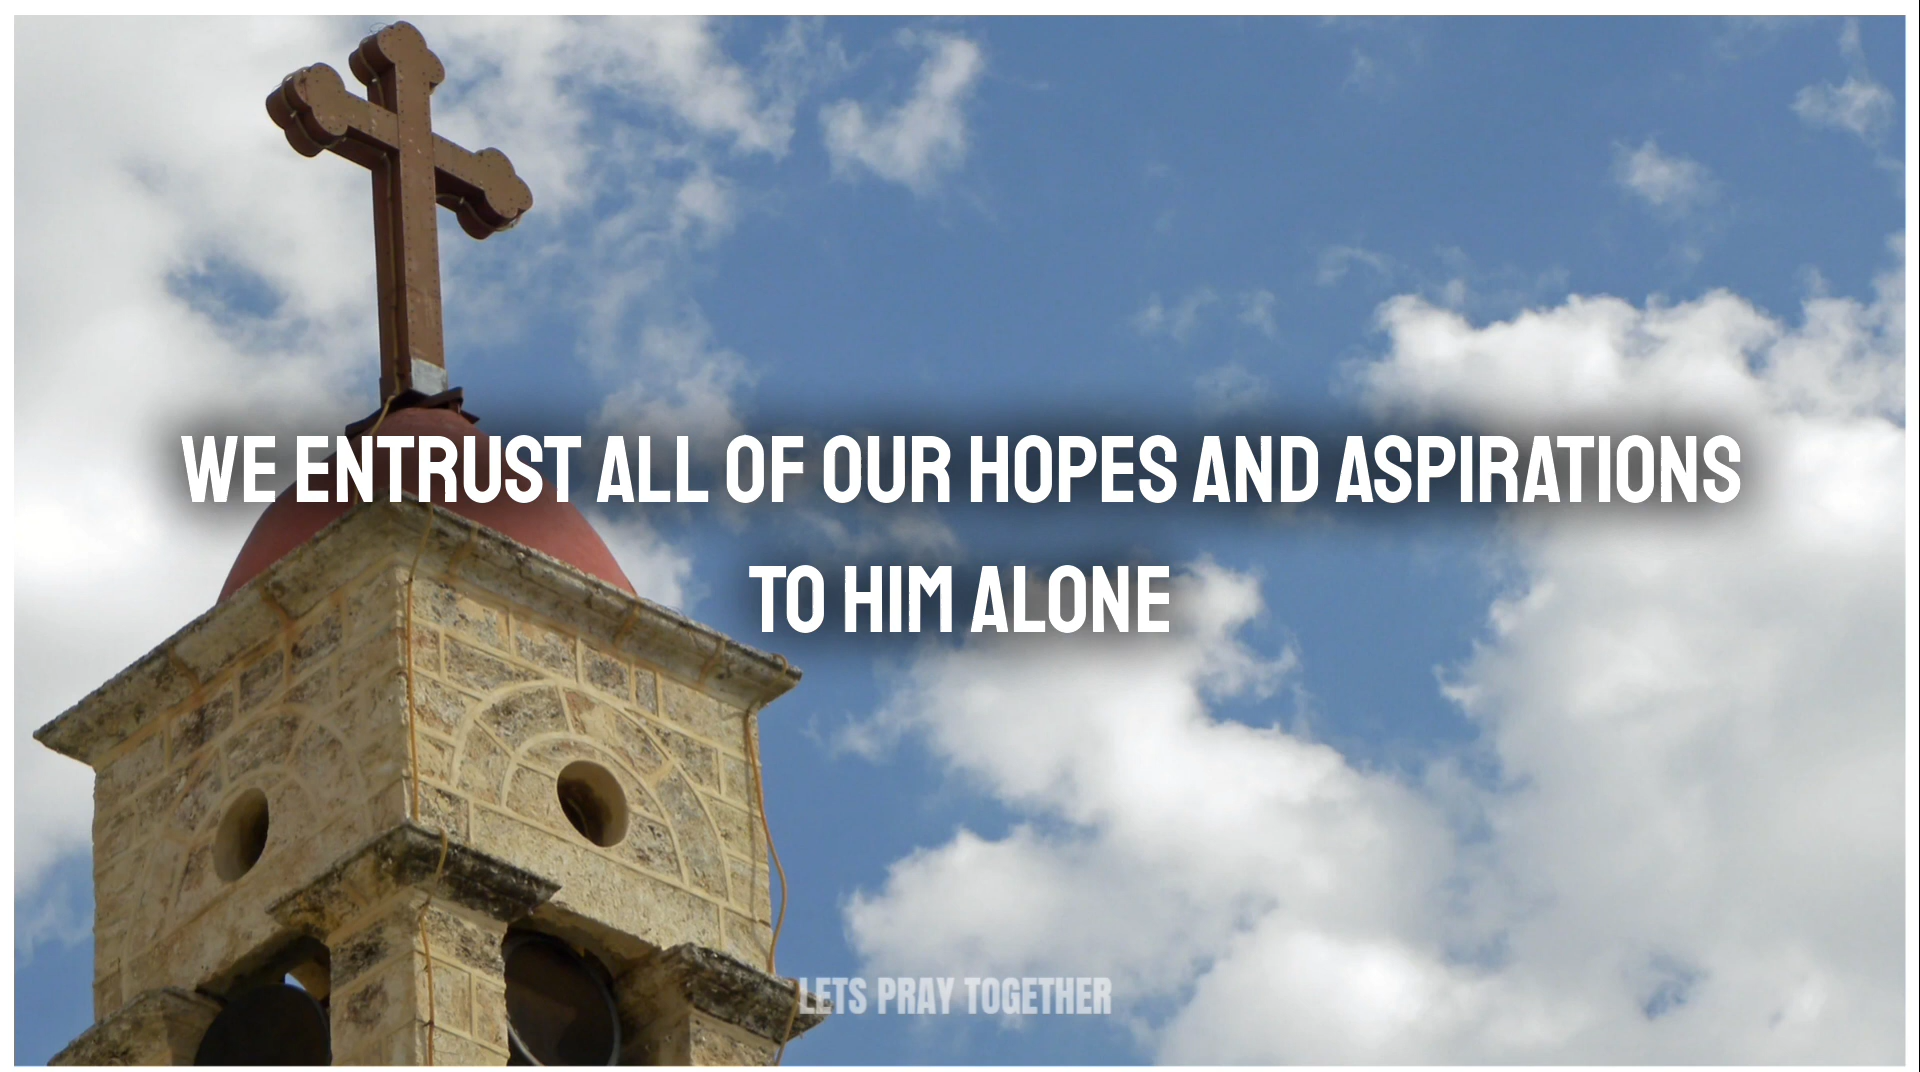 WE ENTRUST ALL OF OUR HOPES AND ASPIRATIONS
TO HIM ALONE
LETS PRAY TOGETHER